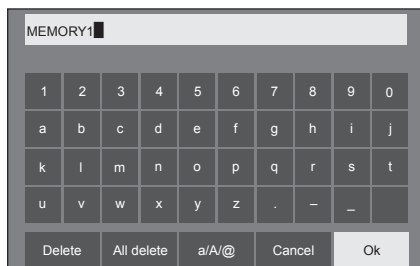 MEMORY1
1 2 3 4 5 6 7 8 9 0
a b c d e f g h i j
k l m n o p q r s t
u v w x y z . – _
Delete All delete a/A/@ Cancel Ok